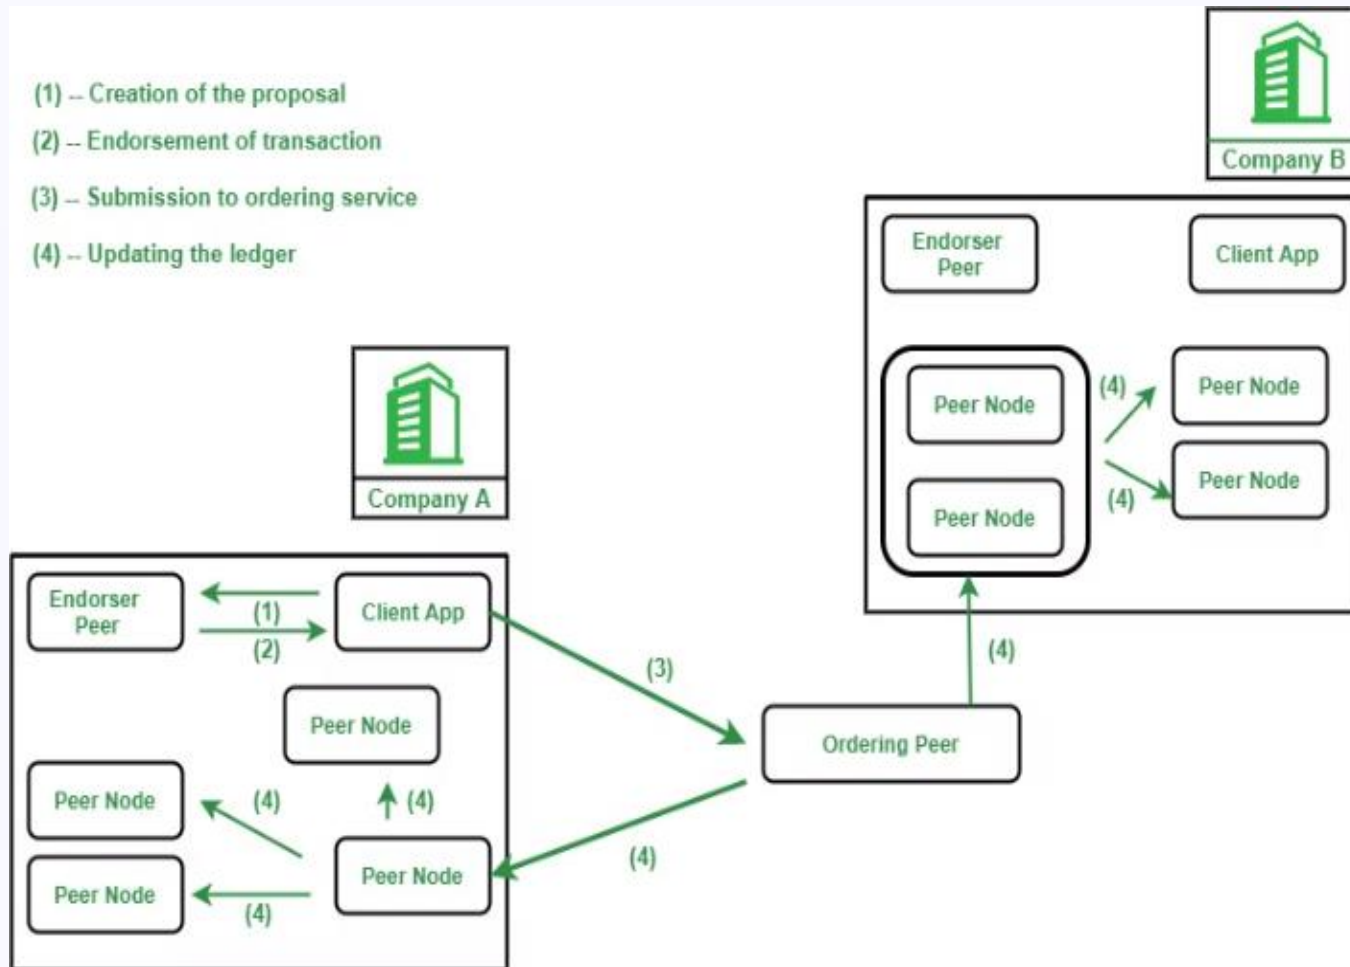 (1) -- Creation of the proposal
(2) -- Endorsement of transaction
(3) -- Submission to ordering service
(4) -- Updating the ledger
Company B
Endorser
Peer
Client App
Peer Node
Peer Node
(4)
(4)
Peer Node
Peer Node
Company A
Endorser
Peer
(1)
(2)
Client App
(3)
(4)
Peer Node
Ordering Peer
Peer Node
(4)
(4)
Peer Node
Peer Node
(4)
(4)